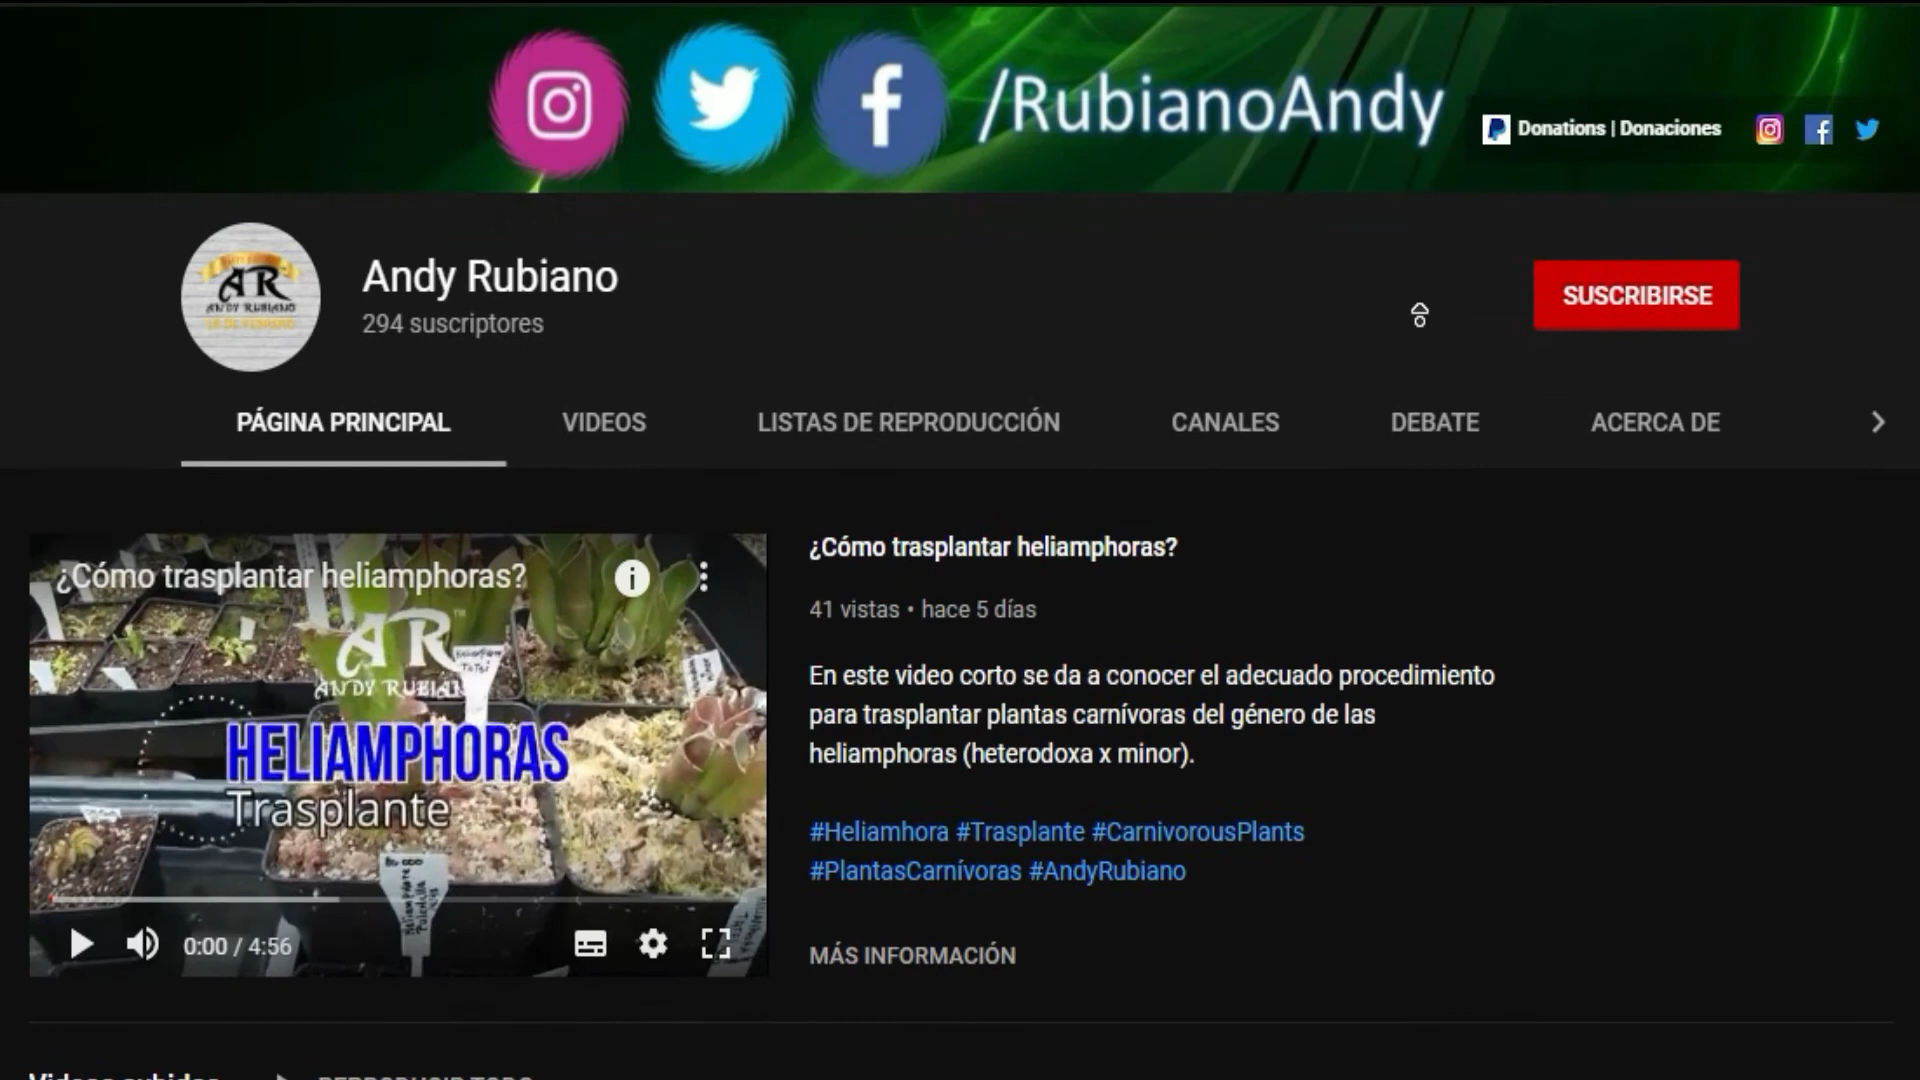 /RubianoAndy
Donations | Donaciones
AR
ANDY RUBIANO
Andy Rubiano
294 suscriptores
SUSCRIBIRSE
PÁGINA PRINCIPAL
VIDEOS
LISTAS DE REPRODUCCIÓN
CANALES
DEBATE
ACERCA DE
¿Cómo trasplantar heliamphoras?
AR
HELIAMPHORAS
Trasplante
0:00 / 4:56
¿Cómo trasplantar heliamphoras?
41 vistas • hace 5 días
En este video corto se da a conocer el adecuado procedimiento
para trasplantar plantas carnívoras del género de las
heliamphoras (heterodoxa x minor).
#Heliamhora #Trasplante #CarnivorousPlants
#PlantasCarnívoras #AndyRubiano
MÁS INFORMACIÓN